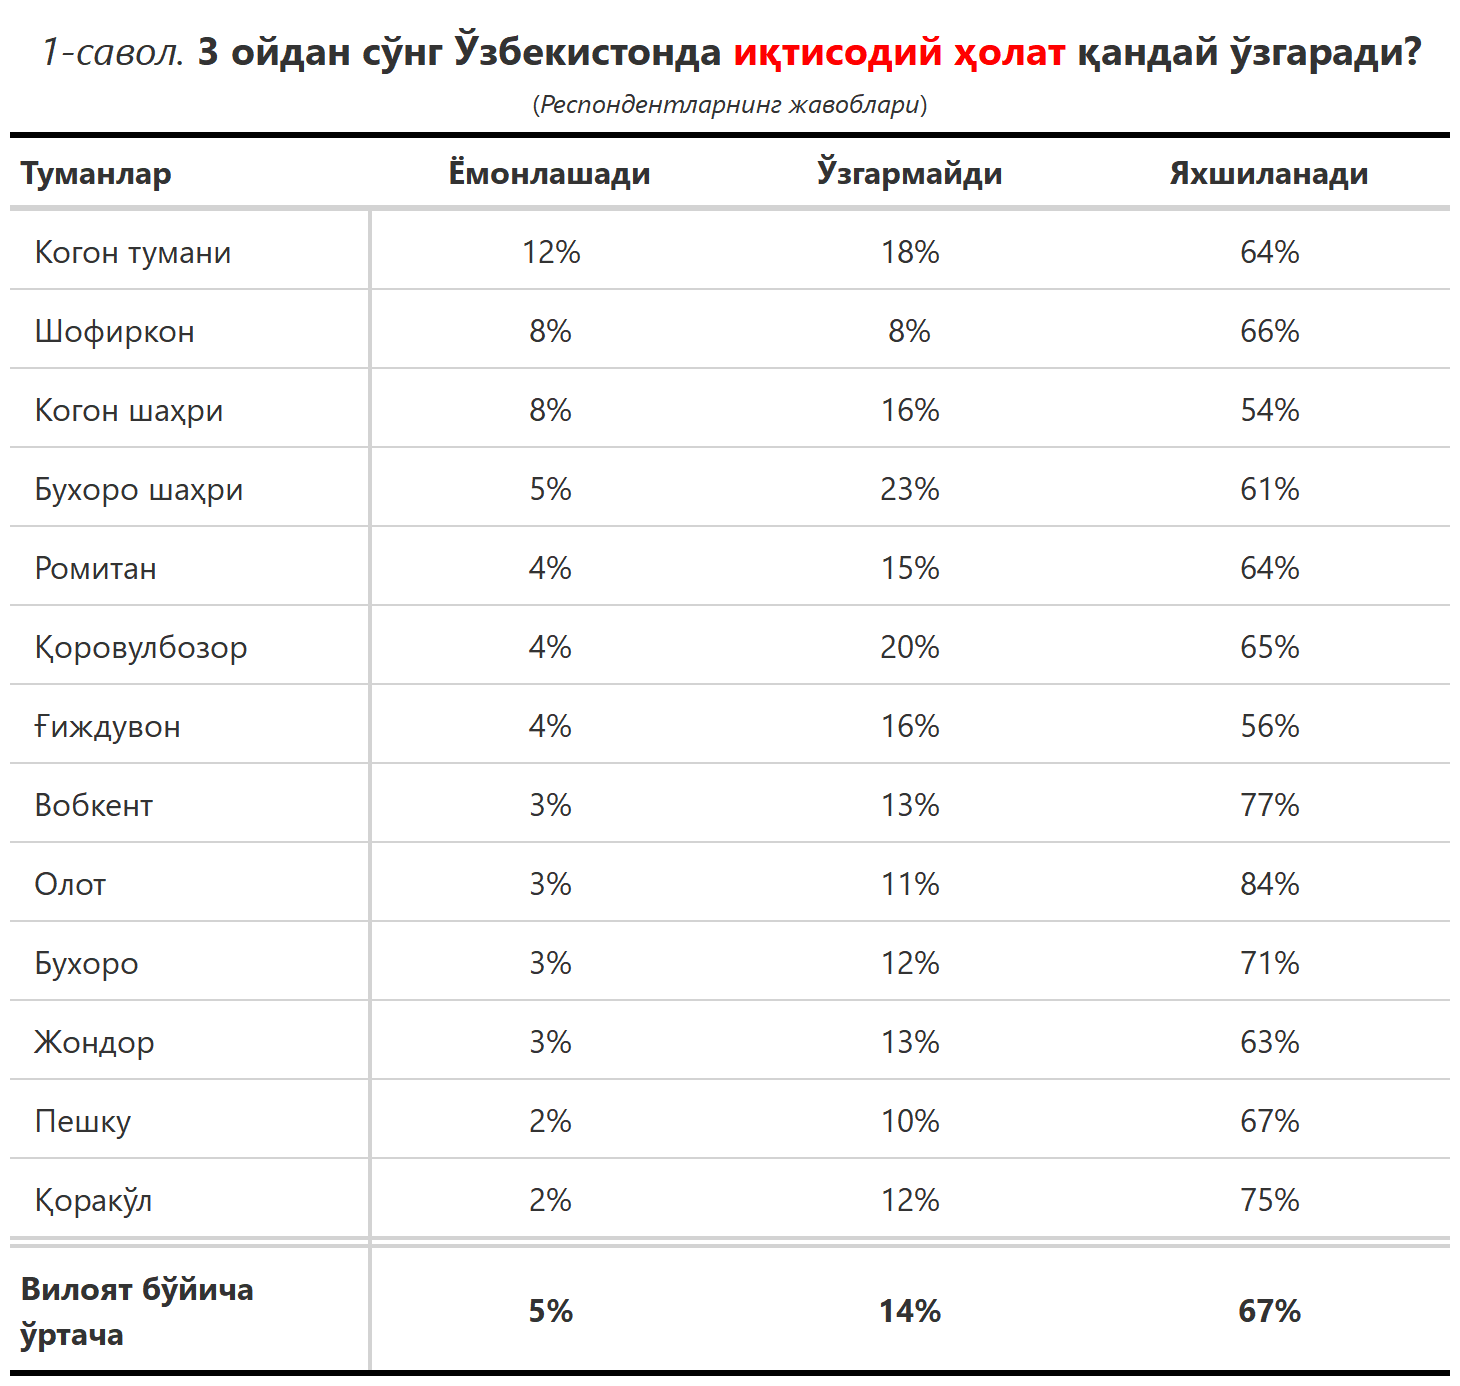 1-савол. 3 ойдан сўнг Ўзбекистонда иқтисодий ҳолат қандай ўзгаради?
(Респондентларнинг жавоблари)
Туманлар Ёмонлашади Ўзгармайди Яхшиланади
Когон тумани 12% 18% 64%
Шофиркон 8% 8% 66%
Когон шаҳри 8% 16% 54%
Бухоро шаҳри 5% 23% 61%
Ромитан 4% 15% 64%
Қоровулбозор 4% 20% 65%
Ғиждувон 4% 16% 56%
Вобкент 3% 13% 77%
Олот 3% 11% 84%
Бухоро 3% 12% 71%
Жондор 3% 13% 63%
Пешку 2% 10% 67%
Қоракўл 2% 12% 75%
Вилоят бўйича
ўртача 5% 14% 67%